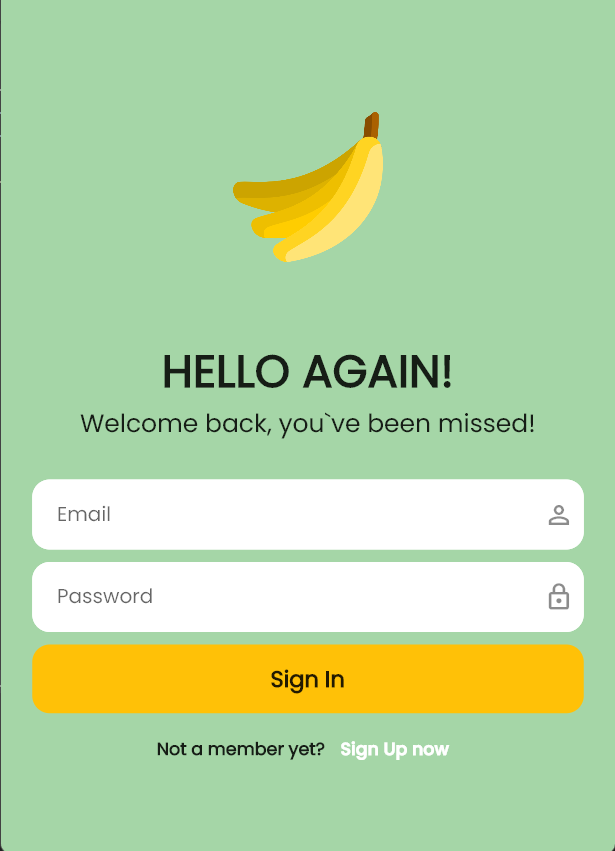 HELLO AGAIN!
Welcome back, you`ve been missed!
Email
Password
Sign In
Not a member yet? Sign Up now